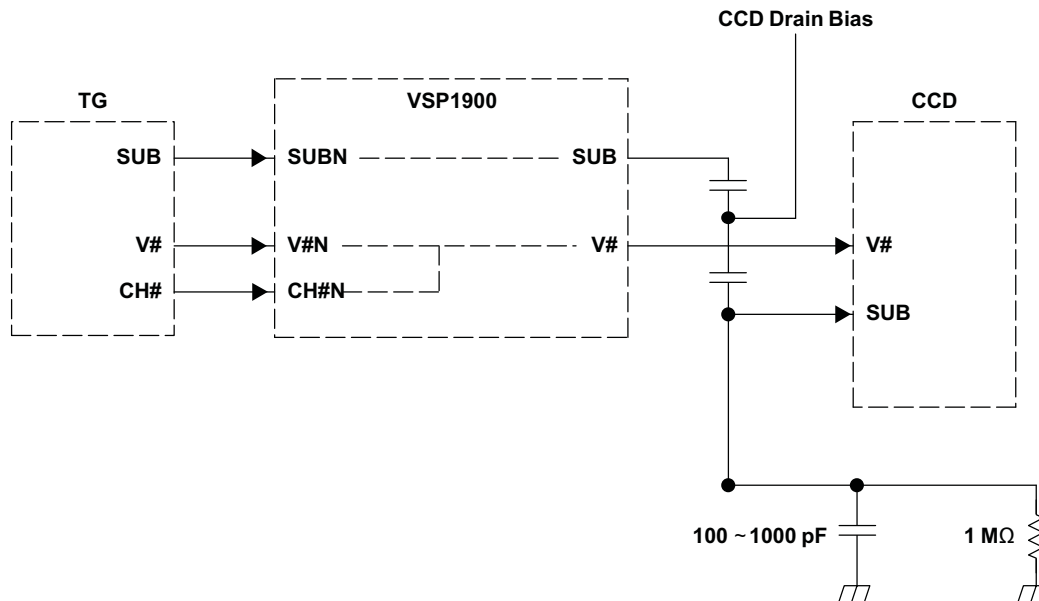 CCD Drain Bias
TG
VSP1900
CCD
SUB
SUBN
SUB
V#
V#N
V#
V#
CH#
CH#N
SUB
100 ~ 1000 pF
1 MΩ